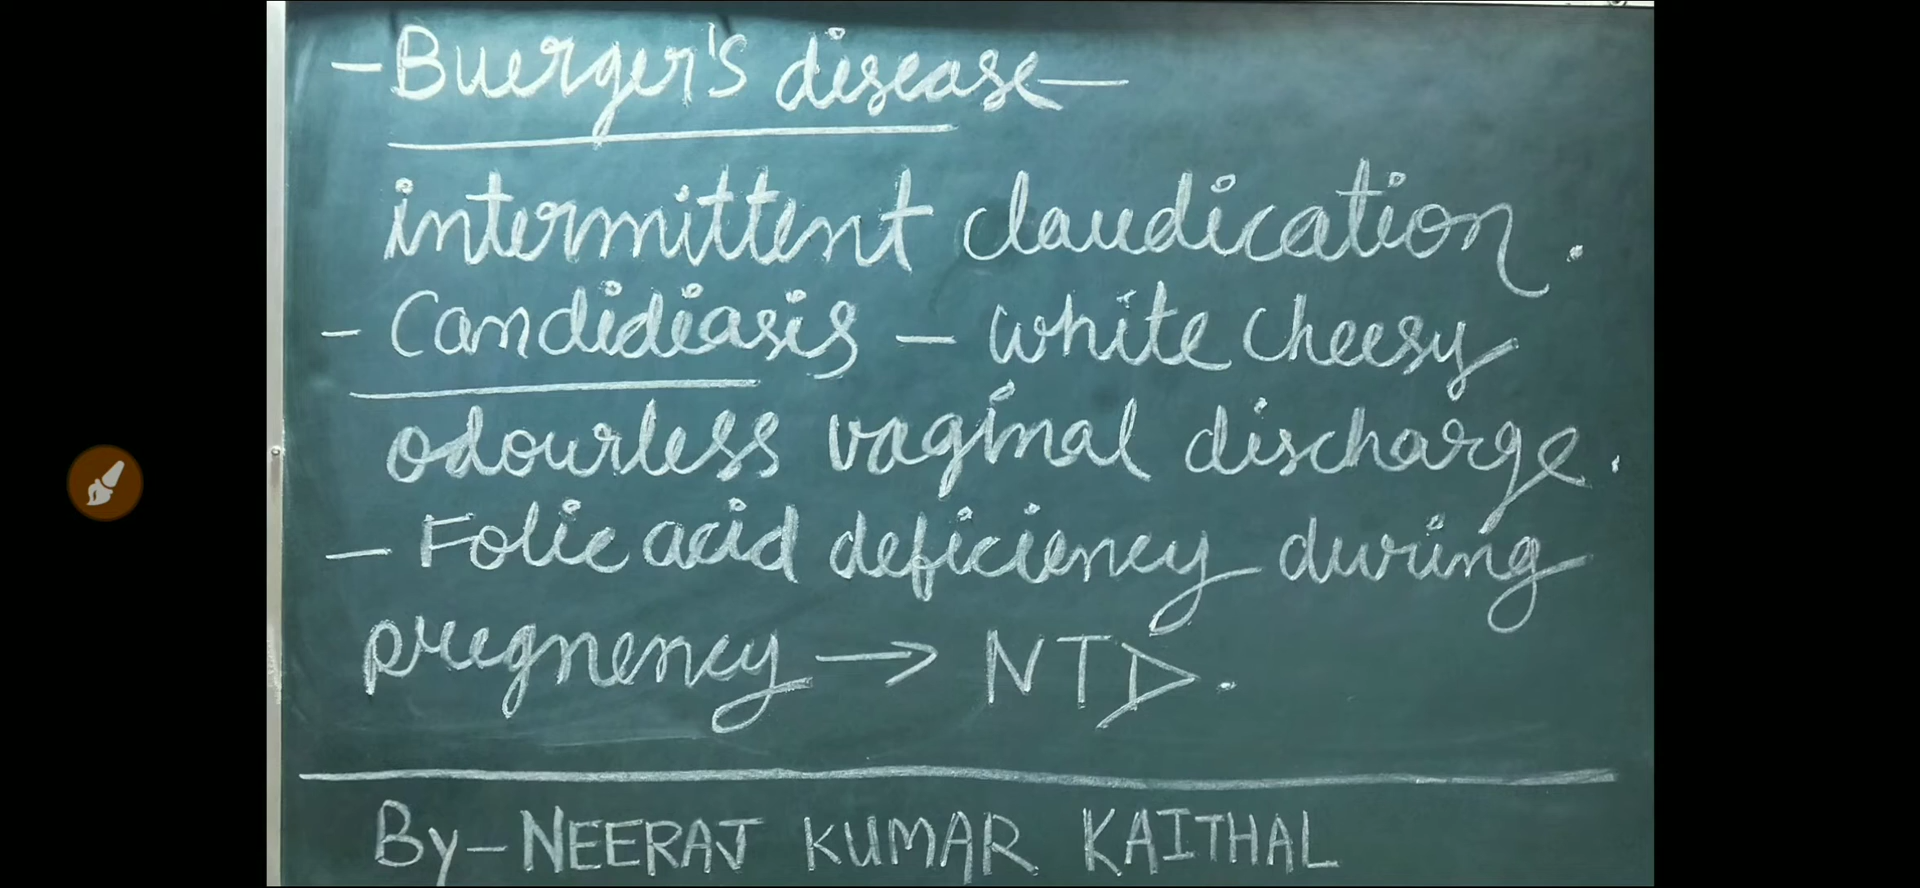 - Buerger's disease -
intermittent claudication.
- Candidiasis - white cheesy
odourless vaginal discharge.
- Folic acid deficiency during
pregnency → NTD.
By - NEERAJ KUMAR KAITHAL